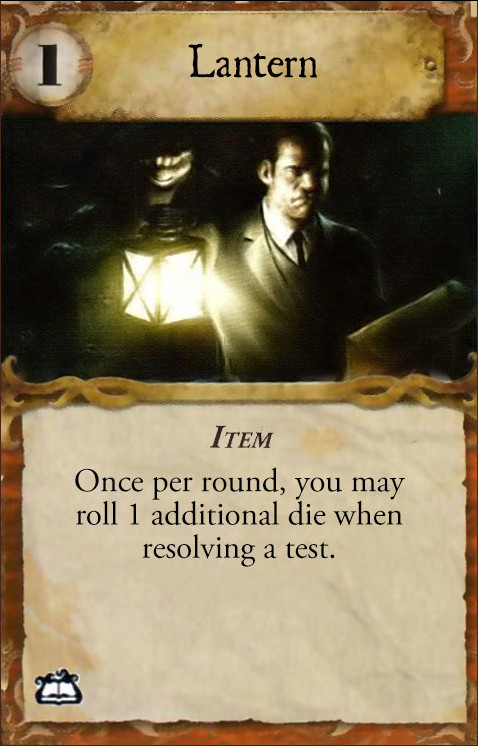 1
Lantern
Item
Once per round, you may
roll 1 additional die when
resolving a test.